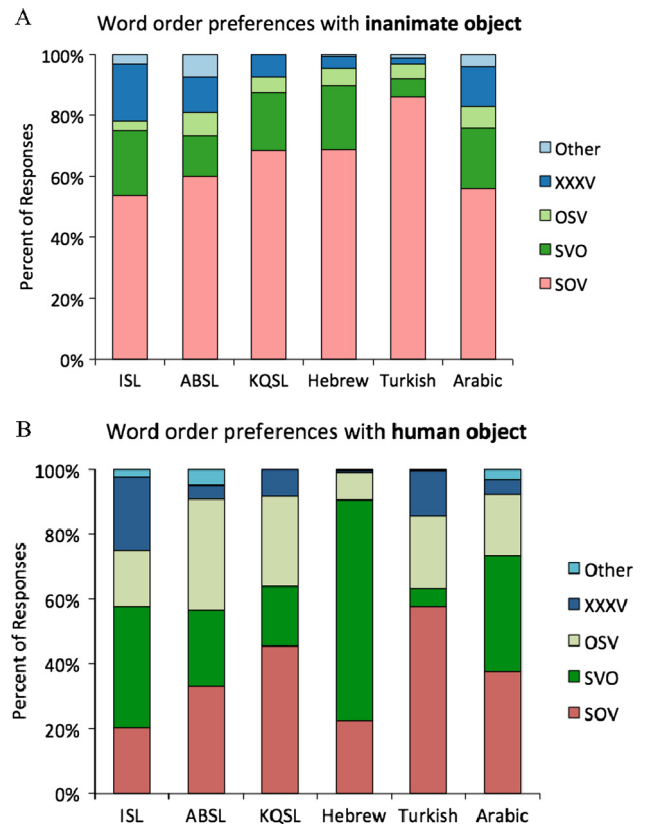 A
Word order preferences with inanimate object
Percent of Responses
100%
80%
60%
40%
20%
0%
ISL ABSL KQSL Hebrew Turkish Arabic
Other
XXXV
OSV
SVO
SOV
B
Word order preferences with human object
Percent of Responses
100%
80%
60%
40%
20%
0%
ISL ABSL KQSL Hebrew Turkish Arabic
Other
XXXV
OSV
SVO
SOV